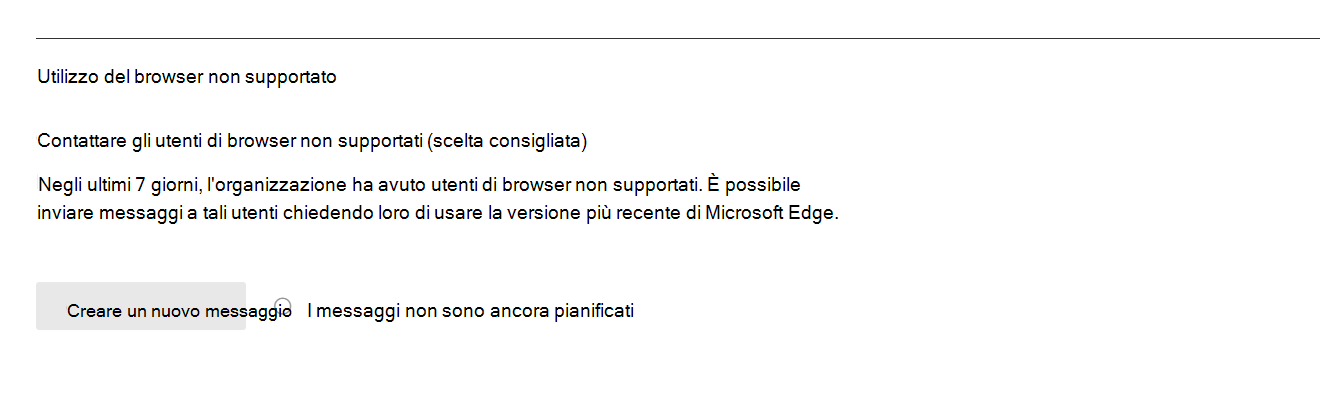 Utilizzo del browser non supportato
Contattare gli utenti di browser non supportati (scelta consigliata)
Negli ultimi 7 giorni, l'organizzazione ha avuto utenti di browser non supportati. È possibile
inviare messaggi a tali utenti chiedendo loro di usare la versione più recente di Microsoft Edge.
Creare un nuovo messaggio I messaggi non sono ancora pianificati